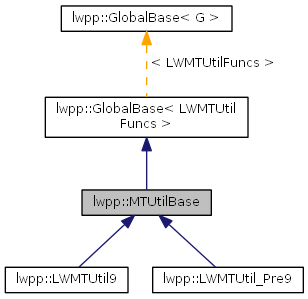 lwpp::GlobalBase< G >
< LWMTUtilFuncs >
lwpp::GlobalBase< LWMTUtil
Funcs >
lwpp::MTUtilBase
lwpp::LWMTUtil9
lwpp::LWMTUtil_Pre9